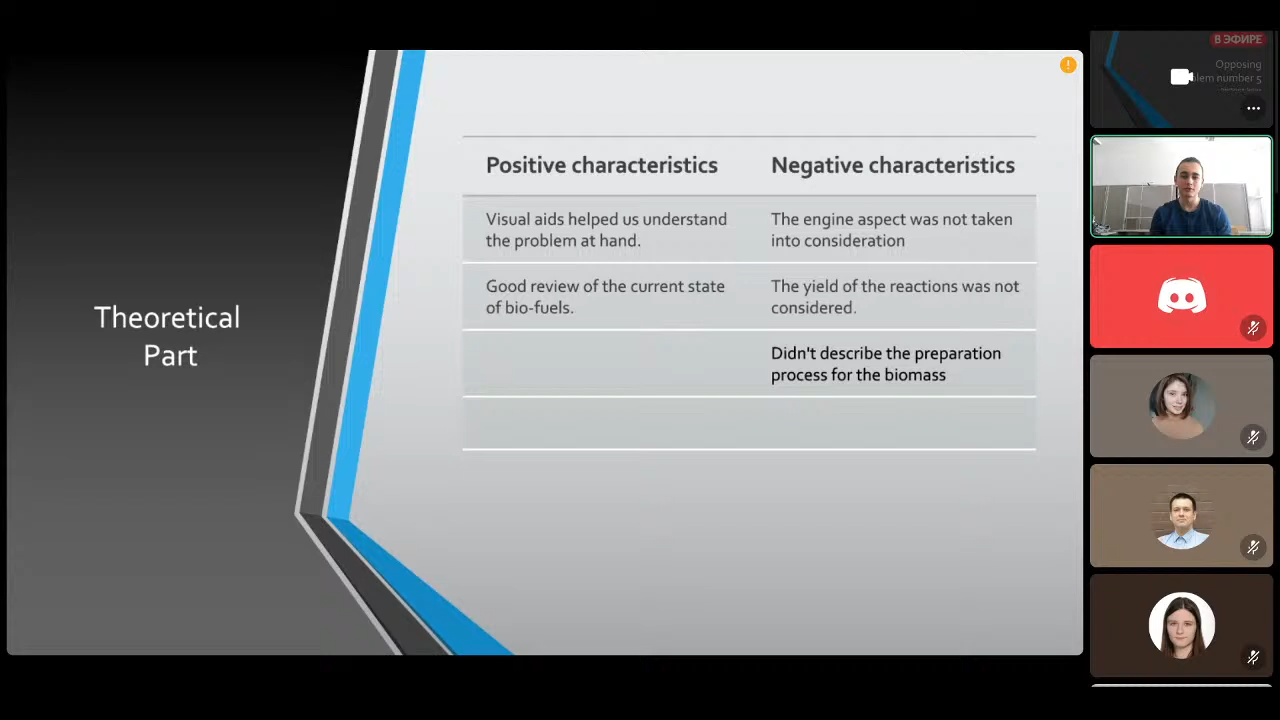 Theoretical
Part
Positive characteristics
Negative characteristics
Visual aids helped us understand
the problem at hand.
The engine aspect was not taken
into consideration
Good review of the current state
of bio-fuels.
The yield of the reactions was not
considered.
Didn't describe the preparation
process for the biomass
В ЭФИРЕ
Opposing
number 5